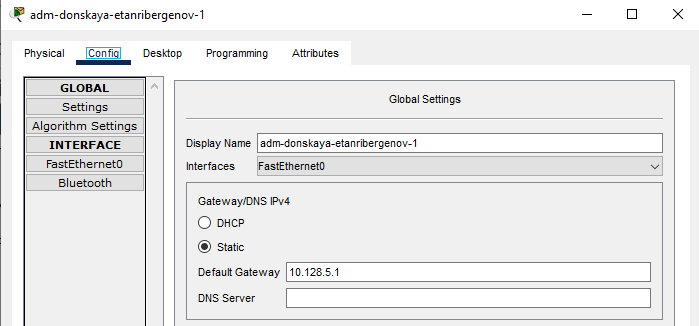 adm-donskaya-etanribergenov-1
Physical Config Desktop Programming Attributes
GLOBAL
Settings
Algorithm Settings
INTERFACE
FastEthernet0
Bluetooth
Global Settings
Display Name adm-donskaya-etanribergenov-1
Interfaces FastEthernet0
Gateway/DNS IPv4
DHCP
Static
Default Gateway 10.128.5.1
DNS Server